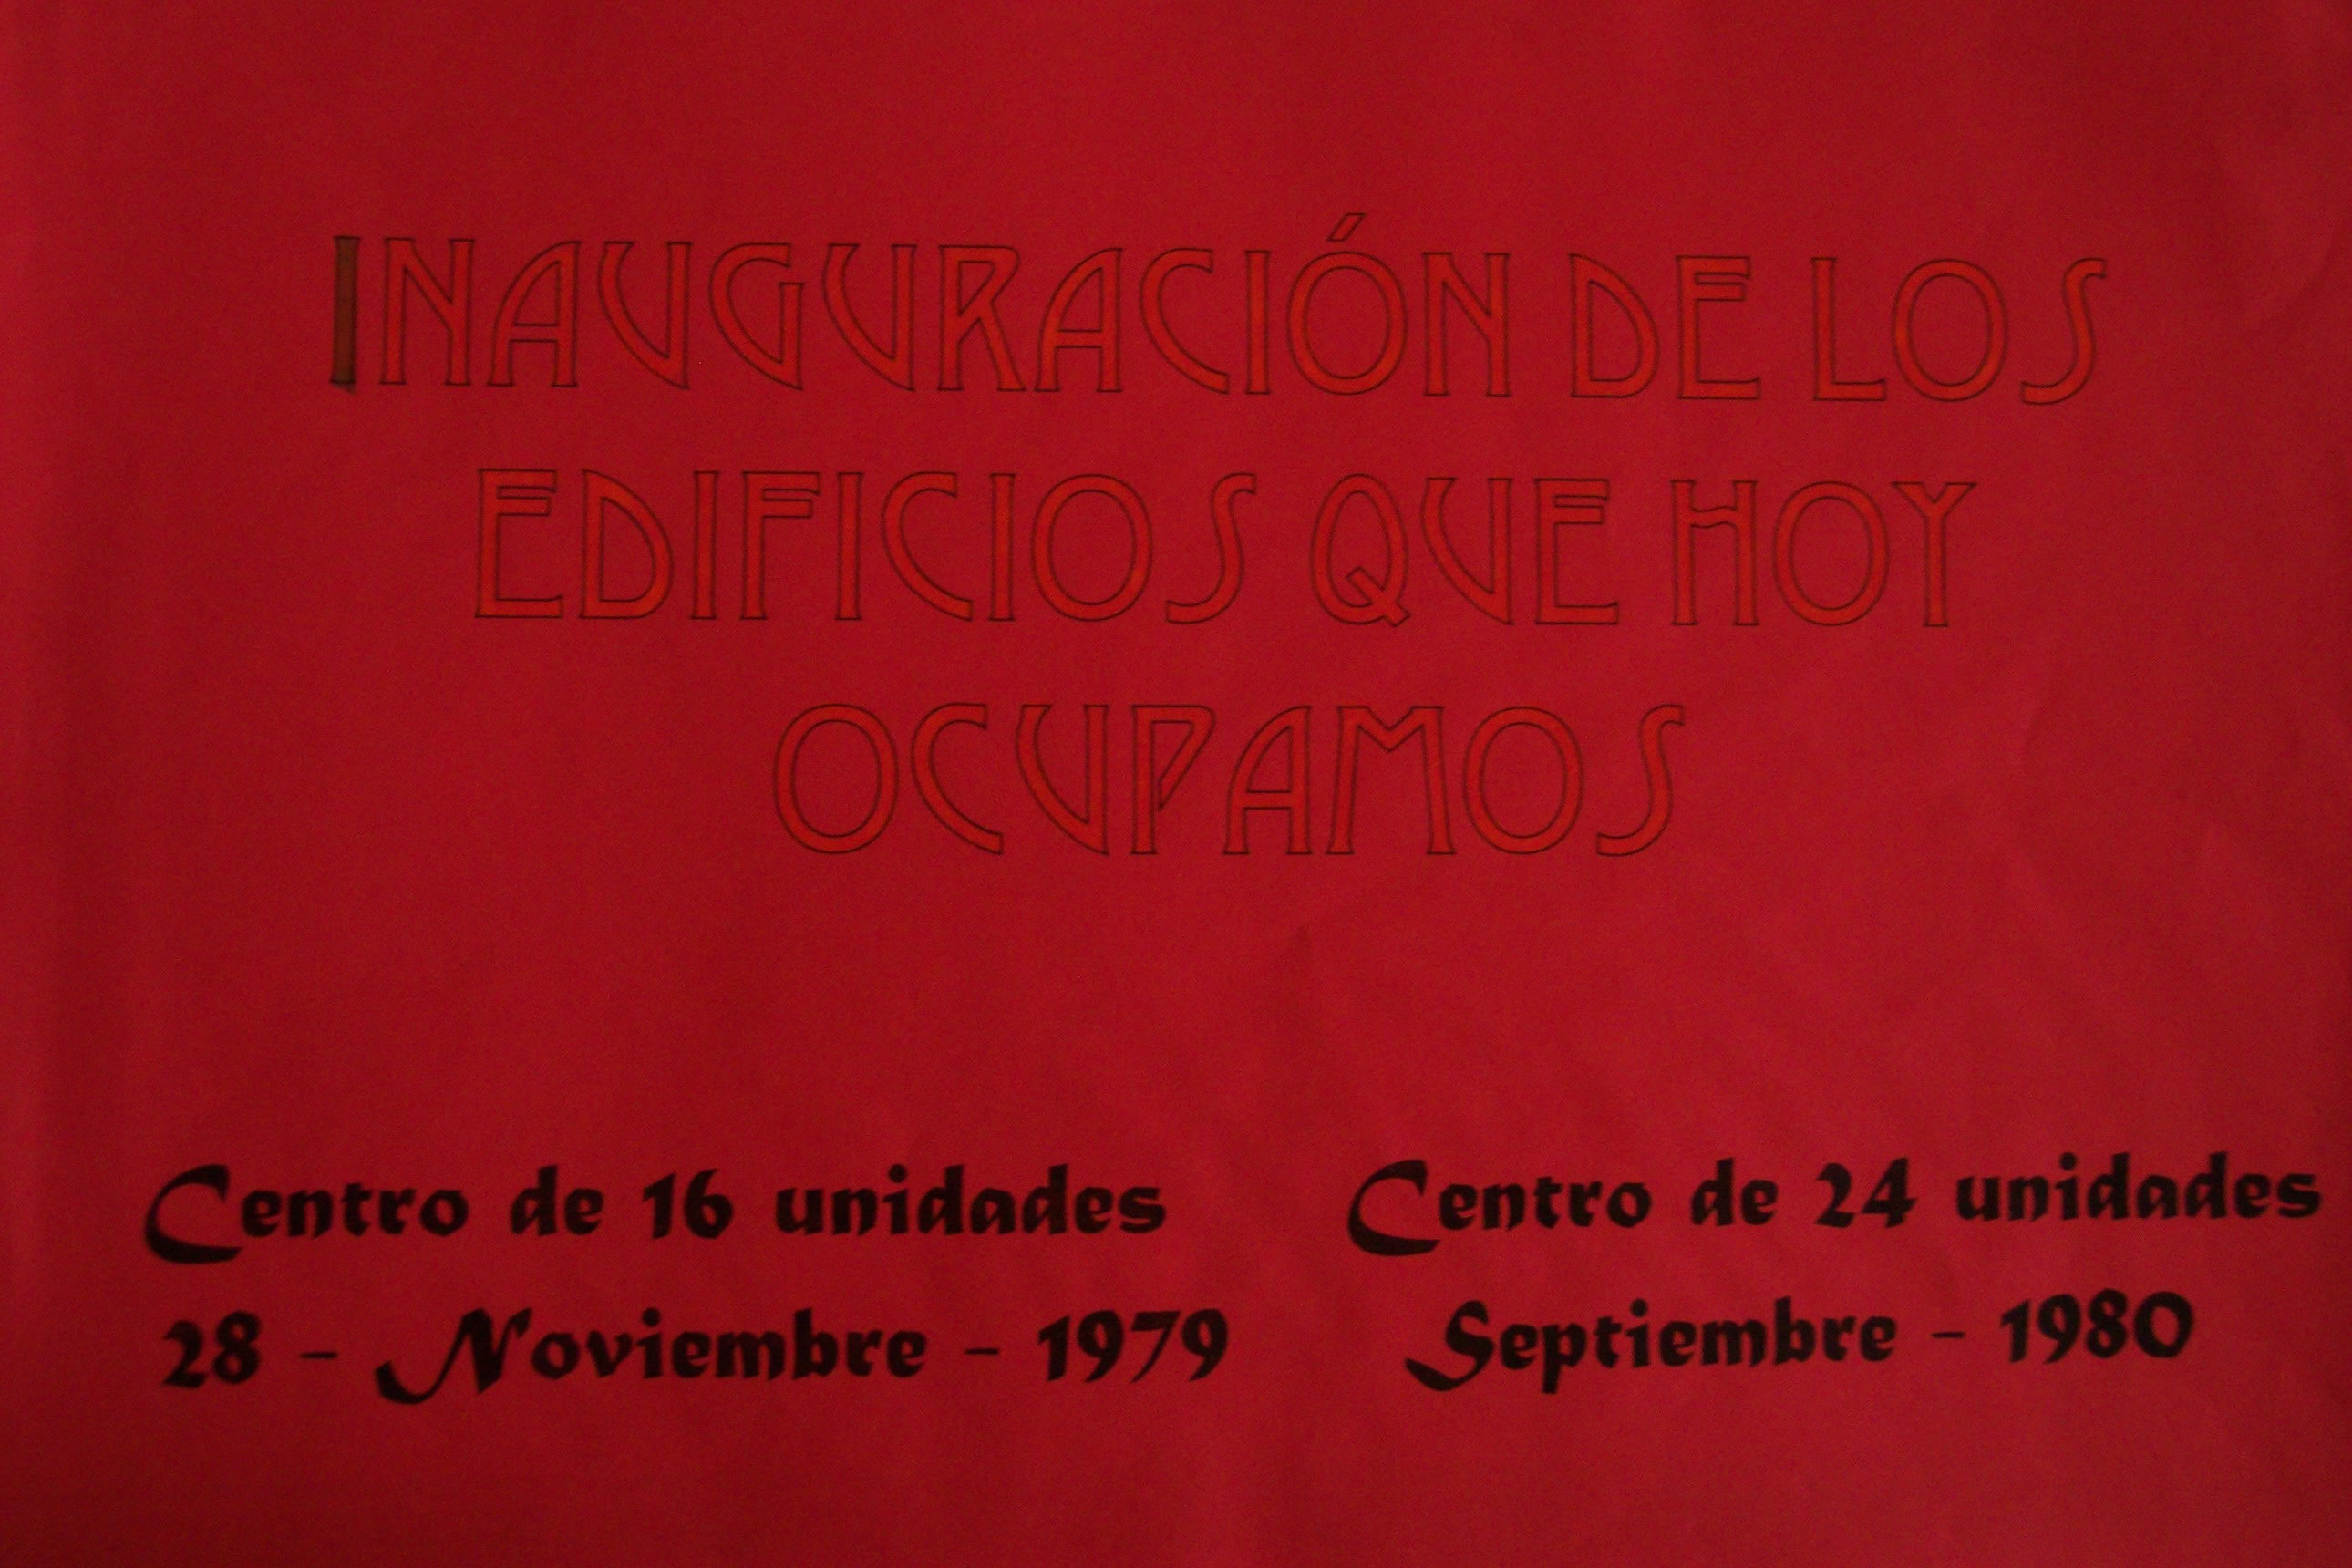 INAUGURACIÓN DE LOS
EDIFICIOS QUE HOY
OCUPAMOS
Centro de 16 unidades
28 - Noviembre - 1979
Centro de 24 unidades
Septiembre - 1980